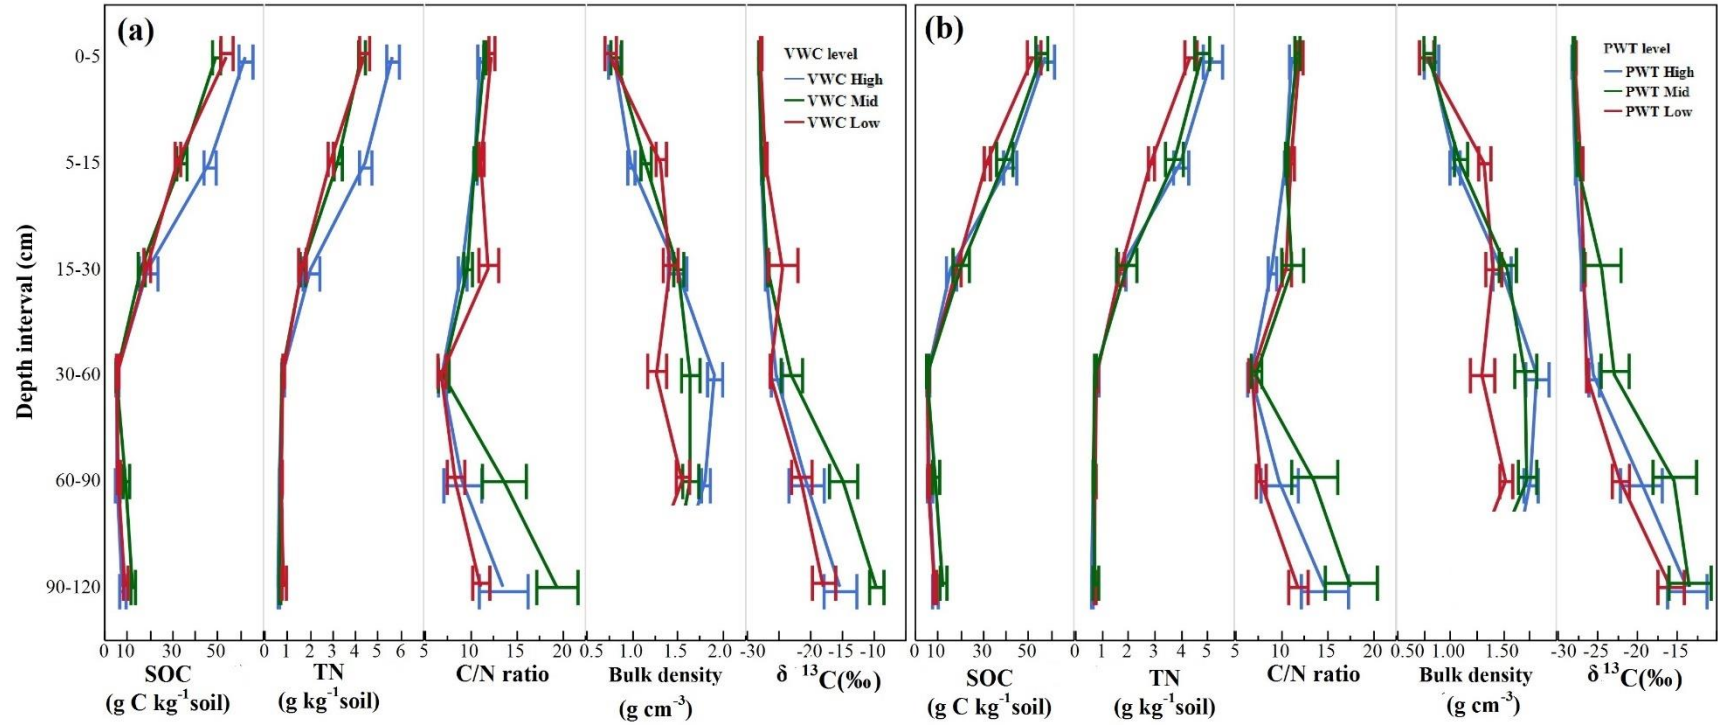 (a)
(b)
VWC level
VWC High
VWC Mid
VWC Low
PWT level
PWT High
PWT Mid
PWT Low
Depth interval (cm)
0-5
5-15
15-30
30-60
60-90
90-120
0 10 30 50
0 1 2 3 4 5 6
5 10 15 20
0.5 1.0 1.5 2.0
-30 -25 -20 -15 -10
0 10 30 50
0 1 2 3 4 5
0 5 10 15 20
0.50 1.00 1.50
-30 -25 -20 -15
SOC
(g C kg⁻¹soil)
TN
(g kg⁻¹soil)
C/N ratio
Bulk density
(g cm⁻³)
δ ¹³C(‰)
SOC
(g C kg⁻¹soil)
TN
(g kg⁻¹soil)
C/N ratio
Bulk density
(g cm⁻³)
δ ¹³C(‰)